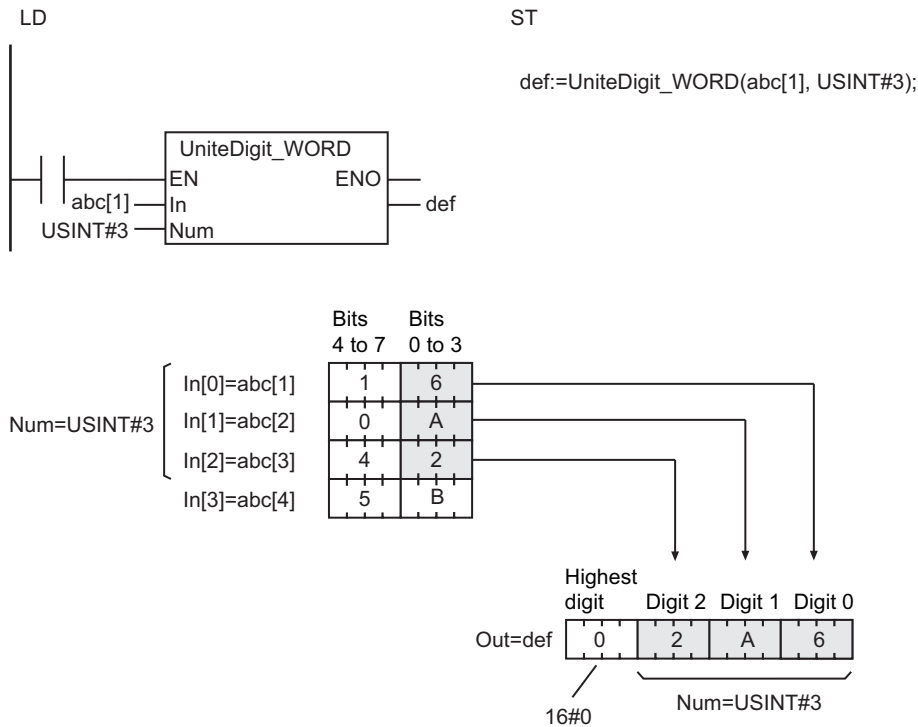 LD
ST
def:=UniteDigit_WORD(abc[1], USINT#3);
UniteDigit_WORD
EN ENO
abc[1] In def
USINT#3 Num
Bits Bits
4 to 7 0 to 3
In[0]=abc[1] 1 6
Num=USINT#3 In[1]=abc[2] 0 A
In[2]=abc[3] 4 2
In[3]=abc[4] 5 B
Highest
digit Digit 2 Digit 1 Digit 0
Out=def 0 2 A 6
16#0 Num=USINT#3